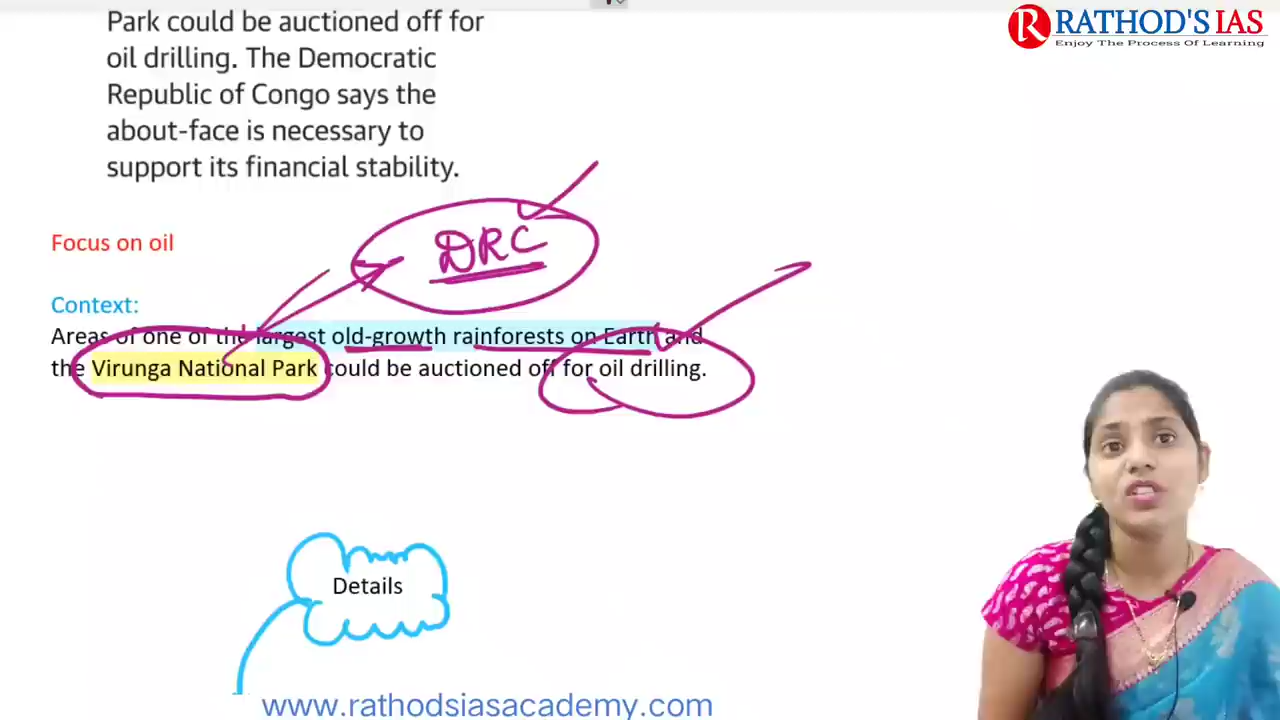 Park could be auctioned off for
RATHOD'S IAS
Enjoy The Process Of Learning
oil drilling. The Democratic
Republic of Congo says the
about-face is necessary to
support its financial stability.
DRC
Focus on oil
Context:
Areas of one of the largest old-growth rainforests on Earth and
the Virunga National Park could be auctioned off for oil drilling.
Details
www.rathodsiasacademy.com